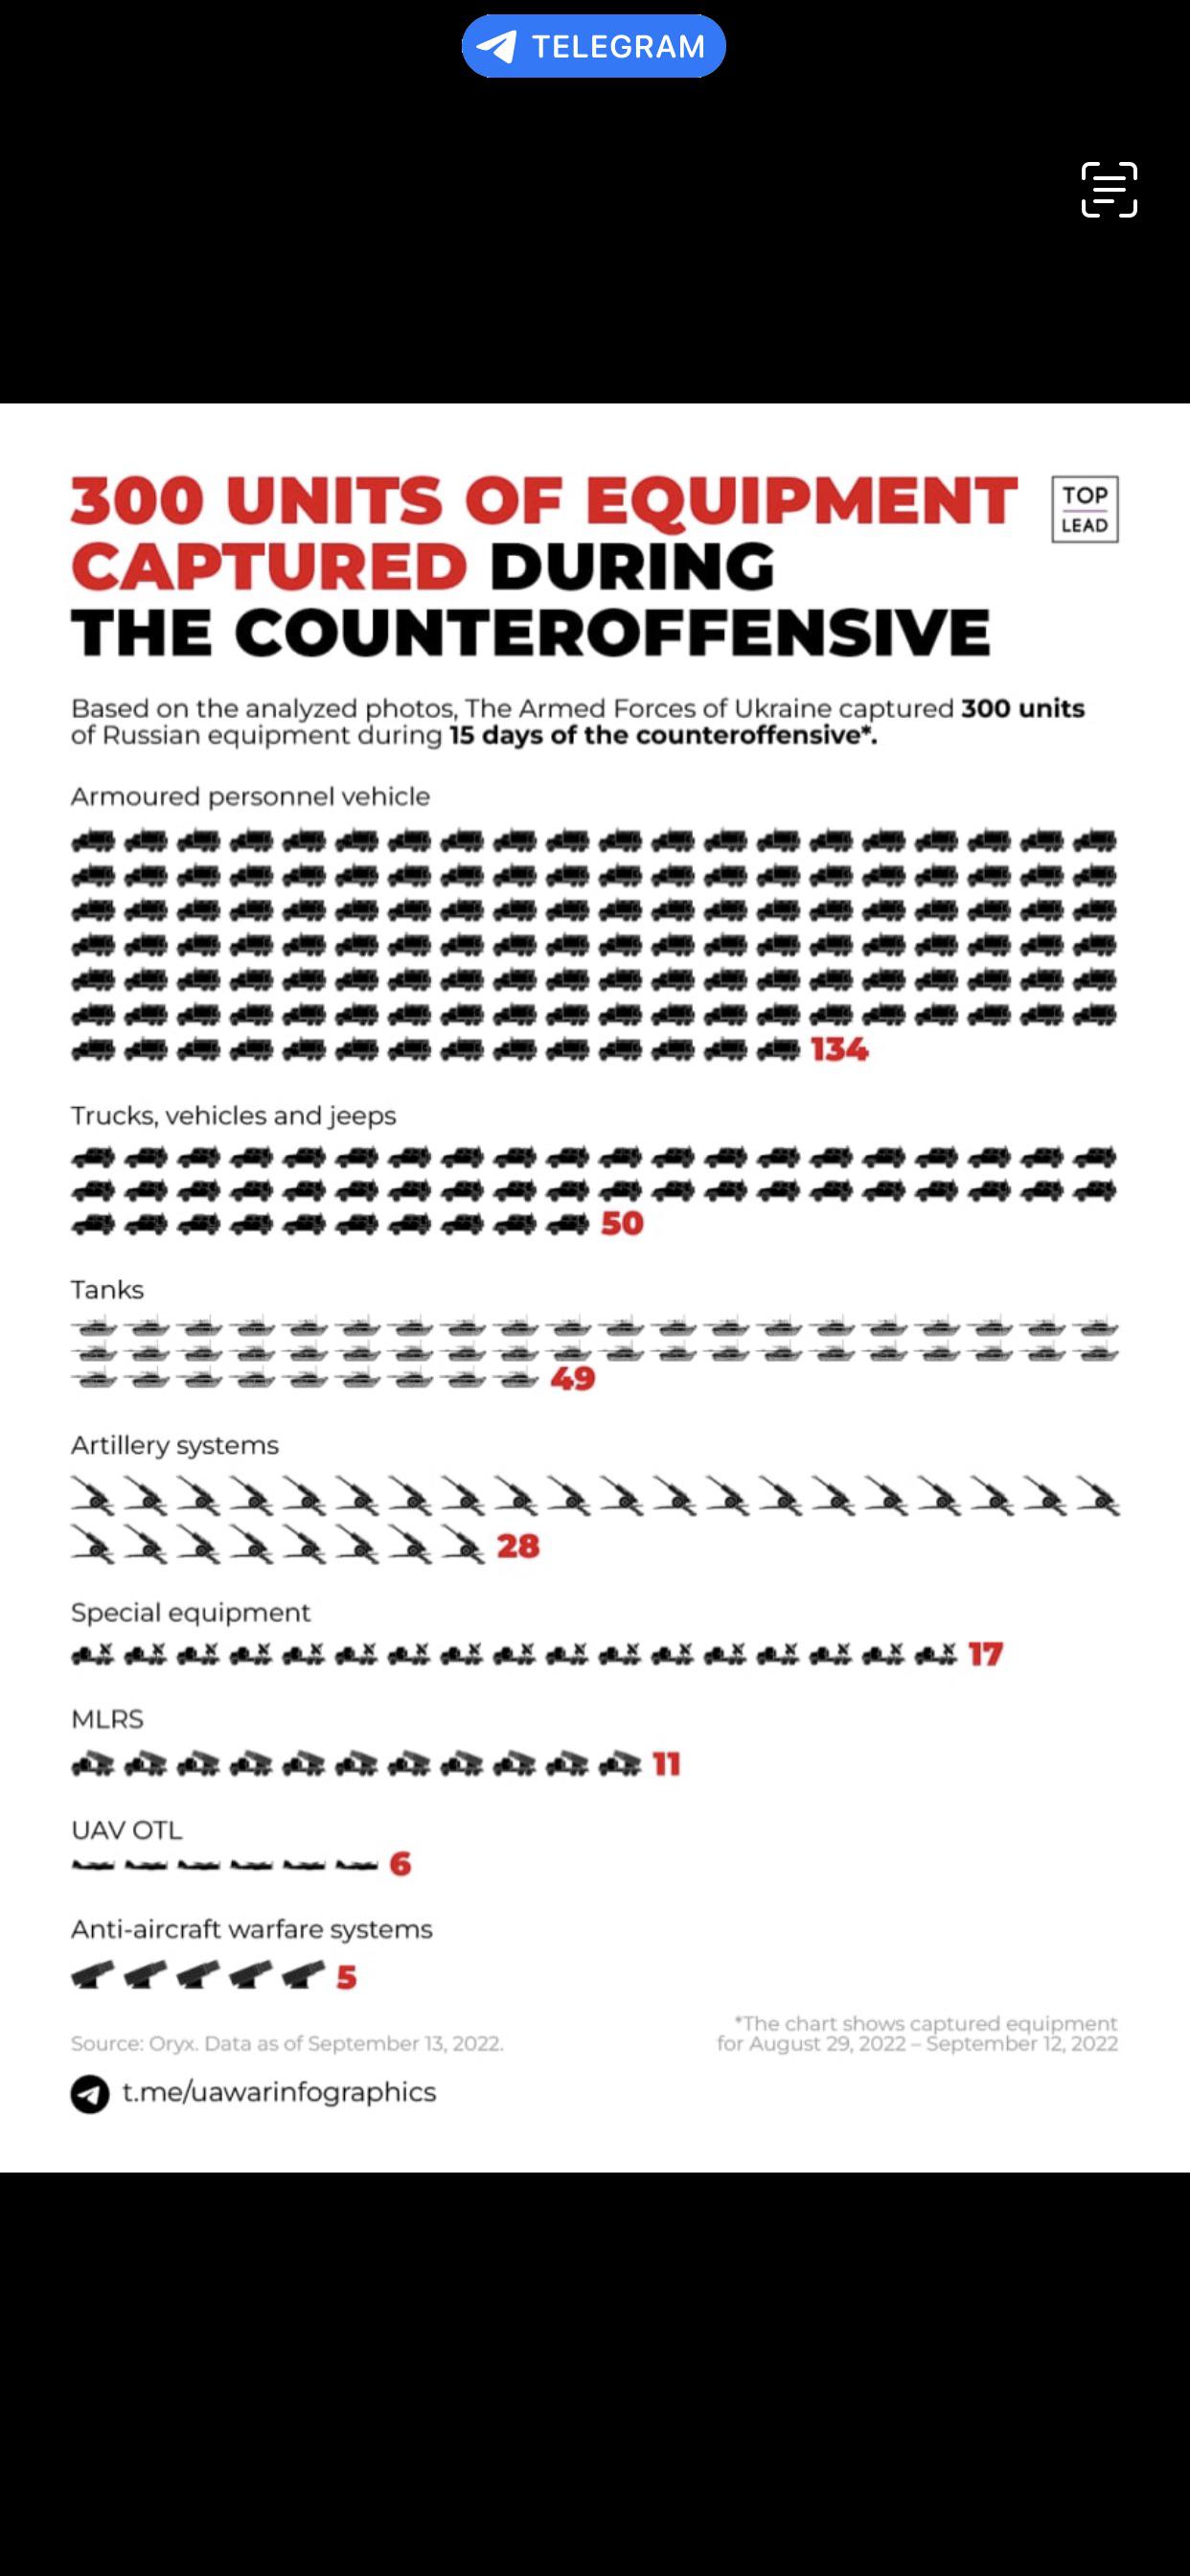 TELEGRAM
300 UNITS OF EQUIPMENT
CAPTURED DURING
THE COUNTEROFFENSIVE
TOP
LEAD
Based on the analyzed photos, The Armed Forces of Ukraine captured 300 units
of Russian equipment during 15 days of the counteroffensive*.
Armoured personnel vehicle
134
Trucks, vehicles and jeeps
50
Tanks
49
Artillery systems
28
Special equipment
17
MLRS
11
UAV OTL
6
Anti-aircraft warfare systems
5
*The chart shows captured equipment
for August 29, 2022 – September 12, 2022
Source: Oryx. Data as of September 13, 2022.
t.me/uawarinfographics